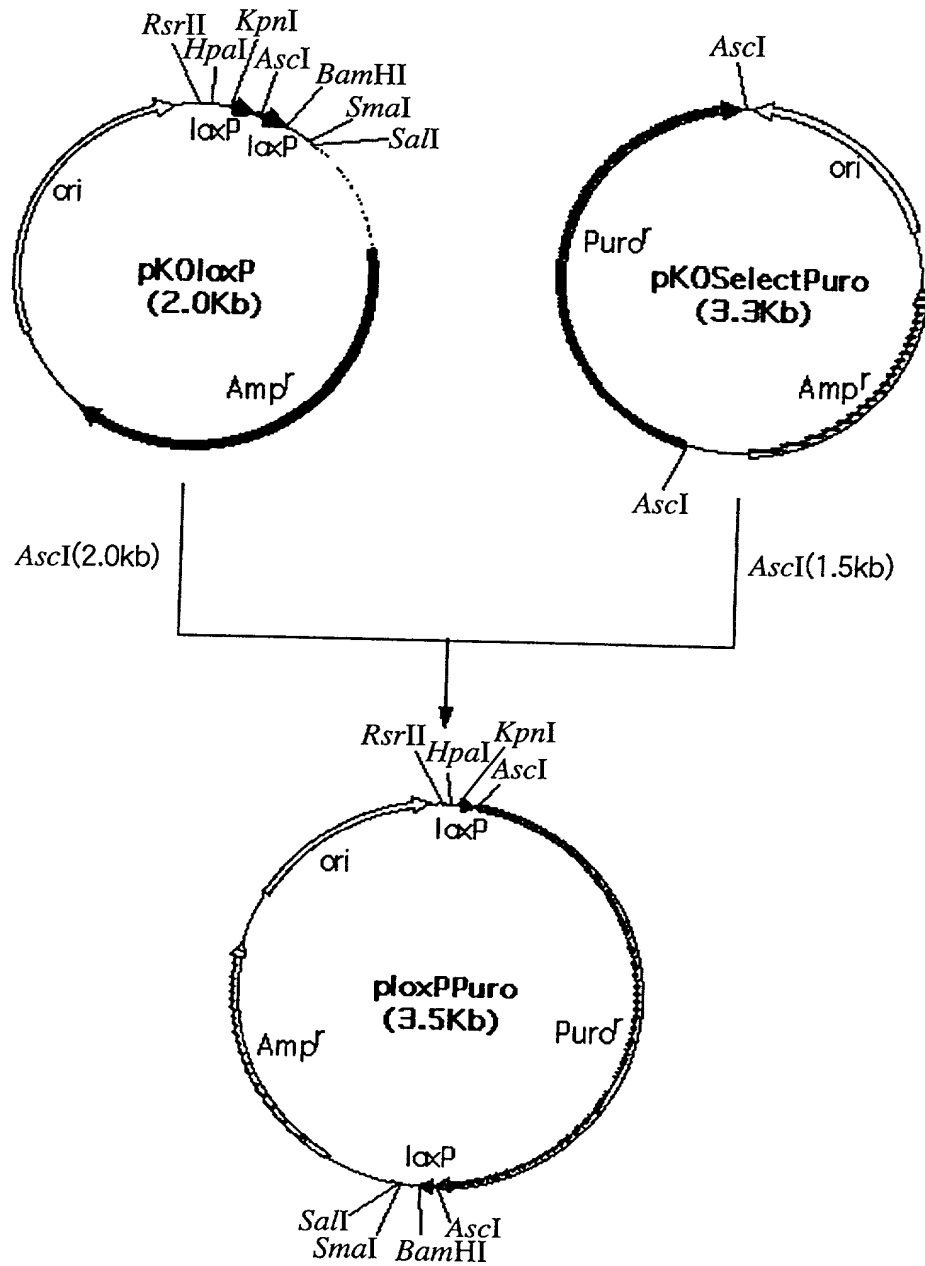 RsrII
HpaI
KpnI
AscI
BamHI
SmaI
SalI
loxP
loxP
ori
pKOloxP
(2.0Kb)
Ampr
AscI
ori
Puror
pKOSelectPuro
(3.3Kb)
Ampr
AscI
AscI(2.0kb)
AscI(1.5kb)
RsrII
HpaI
KpnI
AscI
loxP
ori
ploxPPuro
(3.5Kb)
Ampr
Puror
loxP
SalI
SmaI
BamHI
AscI